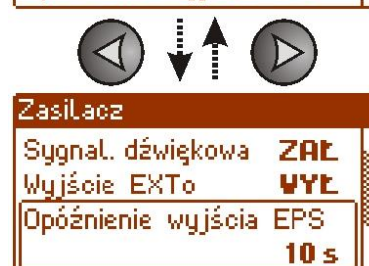 Zasilacz
Sygnal. dźwiękowa ZAŁ
Wyjście EXTo WYŁ
Opóźnienie wyjścia EPS
10 s